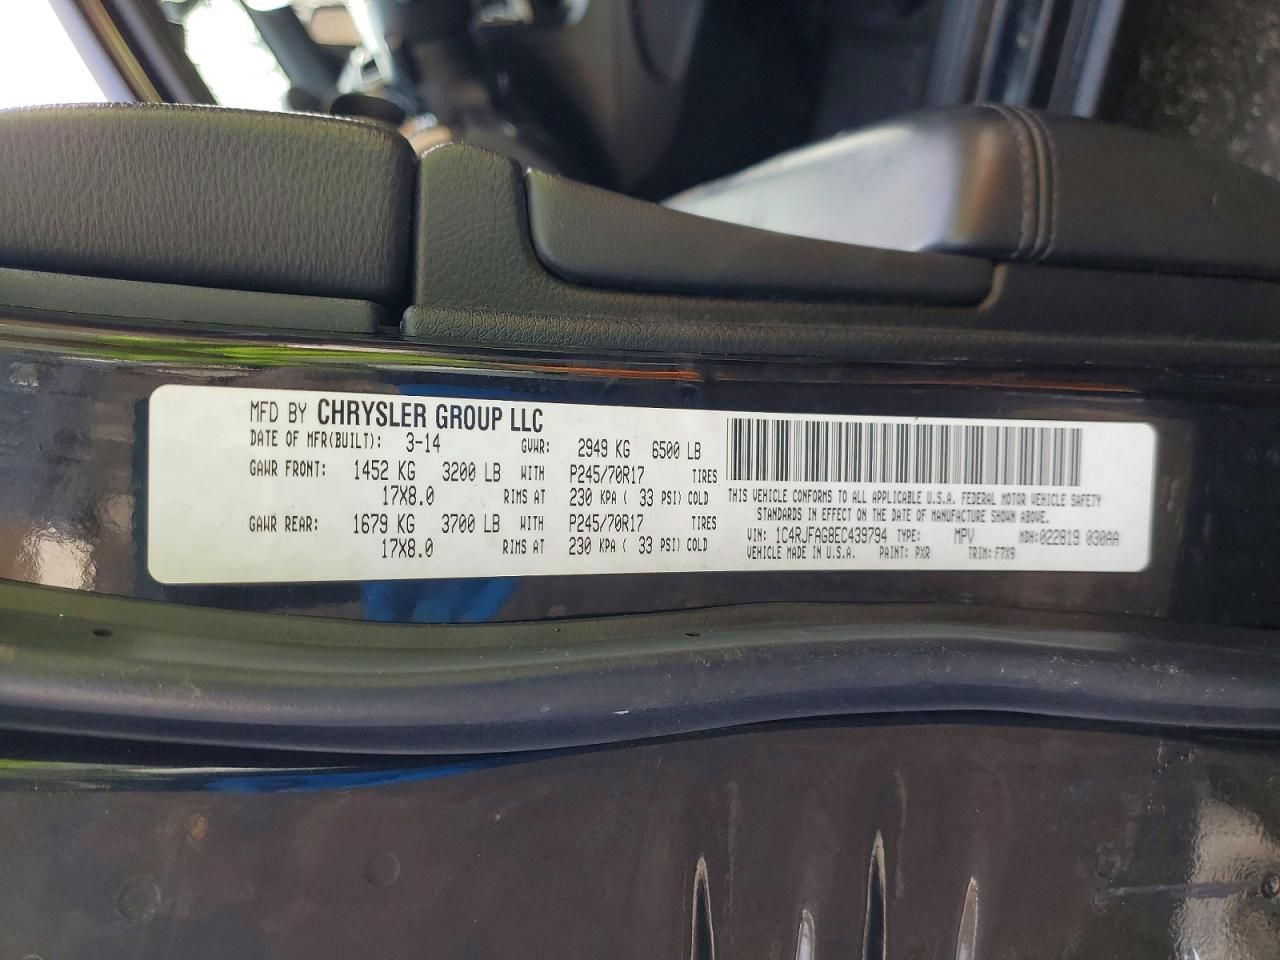 MFD BY CHRYSLER GROUP LLC
DATE OF MFR(BUILT): 3-14 GVWR: 2949 KG 6500 LB
GAWR FRONT: 1452 KG 3200 LB WITH P245/70R17 TIRES
17X8.0 RIMS AT 230 KPA ( 33 PSI) COLD
GAWR REAR: 1679 KG 3700 LB WITH P245/70R17 TIRES
17X8.0 RIMS AT 230 KPA ( 33 PSI) COLD
THIS VEHICLE CONFORMS TO ALL APPLICABLE U.S.A. FEDERAL MOTOR VEHICLE SAFETY
STANDARDS IN EFFECT ON THE DATE OF MANUFACTURE SHOWN ABOVE.
VIN: 1C4RJFAG8EC439794 TYPE: MPV MDH:022819 030AA
VEHICLE MADE IN U.S.A. PAINT: PXR TRIM: F7X9